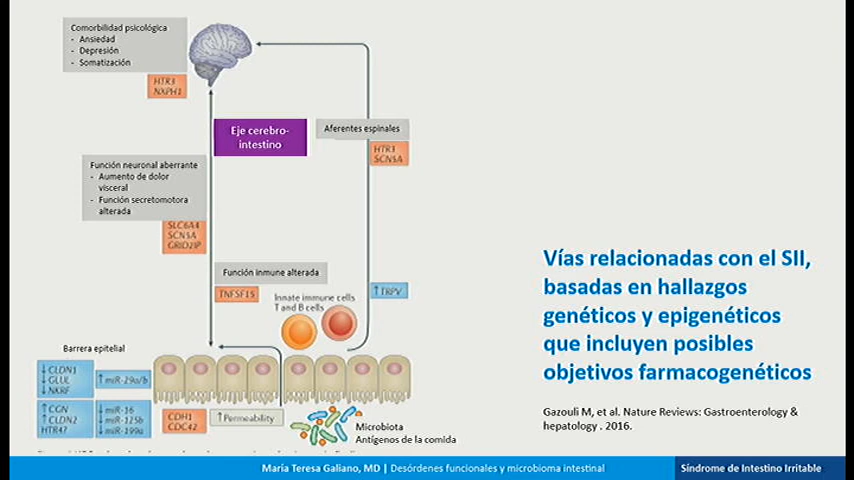 Comorbilidad psicológica
- Ansiedad
- Depresión
- Somatización
HTR3
NXPH1
Eje cerebro-
intestino
Aferentes espinales
HTR3
SCN5A
Función neuronal aberrante
- Aumento de dolor
visceral
- Función secretomotora
alterada
SLC6A4
SCN5A
GRID2IP
Función inmune alterada
TNFSF15
Innate immune cells
T and B cells
↑ TRPV
Barrera epitelial
↓ CLDN1
↓ GLUL
↓ NKRF
↑ miR-29a/b
↑ CGN
↑ CLDN2
HTR4?
↓ miR-16
↓ miR-125b
↓ miR-199a
CDH1
CDC42
↑ Permeability
Microbiota
Antígenos de la comida
Vías relacionadas con el SII,
basadas en hallazgos
genéticos y epigenéticos
que incluyen posibles
objetivos farmacogenéticos
Gazouli M, et al. Nature Reviews: Gastroenterology &
hepatology . 2016.
Maria Teresa Galiano, MD | Desórdenes funcionales y microbioma intestinal
Síndrome de Intestino Irritable